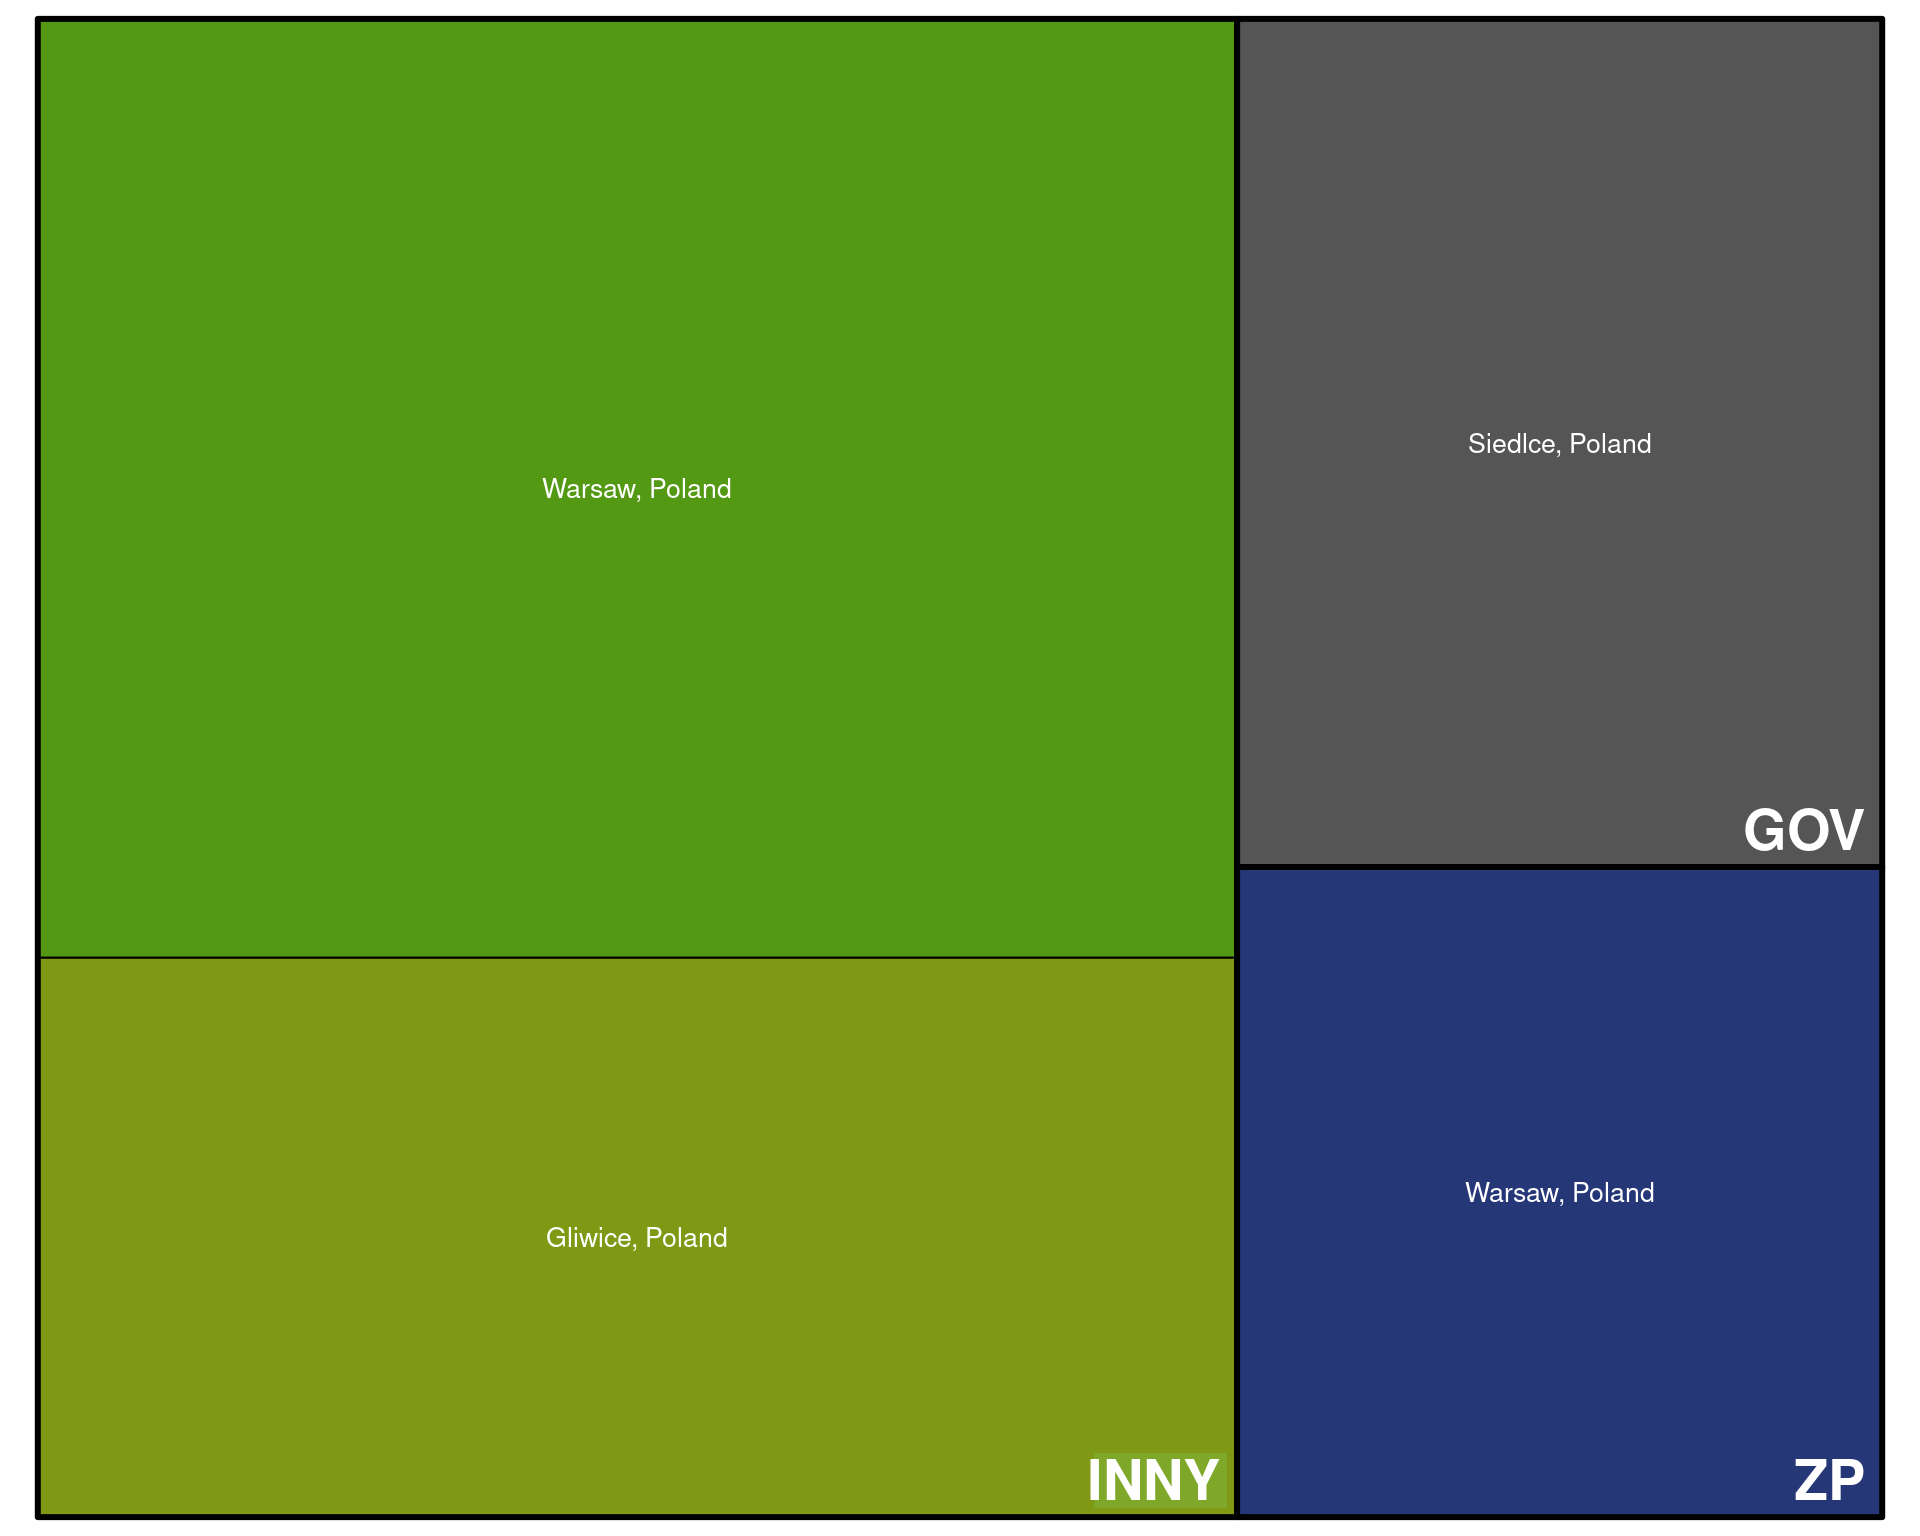 Warsaw, Poland
Gliwice, Poland
INNY
Siedlce, Poland
GOV
Warsaw, Poland
ZP